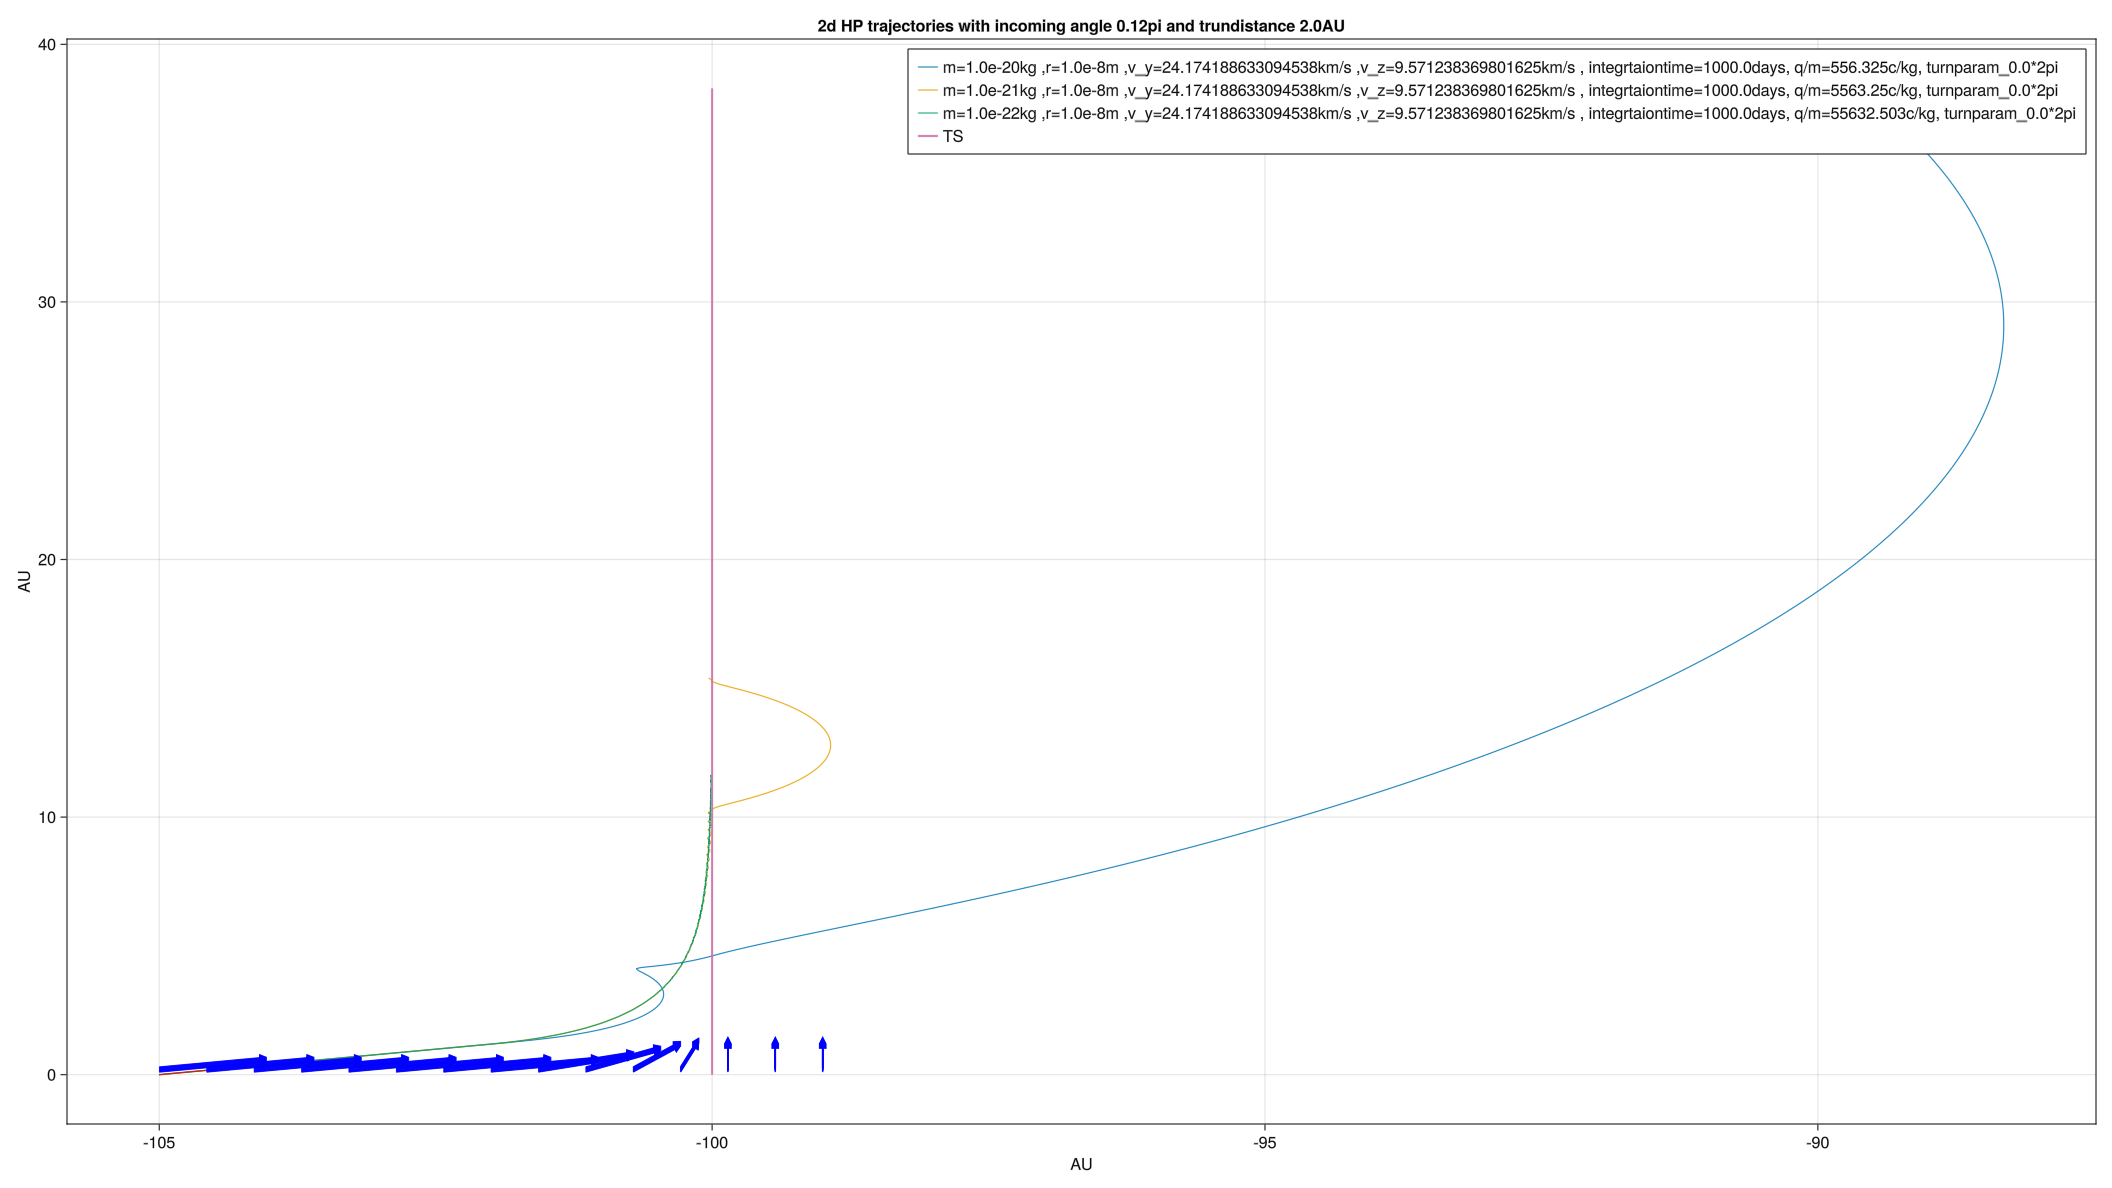 2d HP trajectories with incoming angle 0.12pi and trundistance 2.0AU
m=1.0e-20kg ,r=1.0e-8m ,v_y=24.174188633094538km/s ,v_z=9.571238369801625km/s , integrtaiontime=1000.0days, q/m=556.325c/kg, turnparam_0.0*2pi
m=1.0e-21kg ,r=1.0e-8m ,v_y=24.174188633094538km/s ,v_z=9.571238369801625km/s , integrtaiontime=1000.0days, q/m=5563.25c/kg, turnparam_0.0*2pi
m=1.0e-22kg ,r=1.0e-8m ,v_y=24.174188633094538km/s ,v_z=9.571238369801625km/s , integrtaiontime=1000.0days, q/m=55632.503c/kg, turnparam_0.0*2pi
TS
40
30
20
10
0
AU
-105
-100
-95
-90
AU